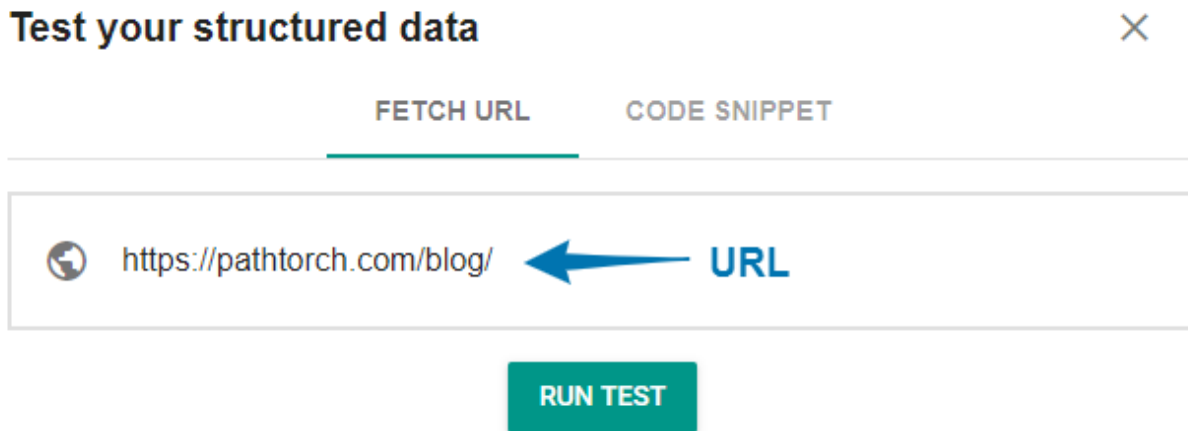 Test your structured data
FETCH URL CODE SNIPPET
https://pathtorch.com/blog/ URL
RUN TEST